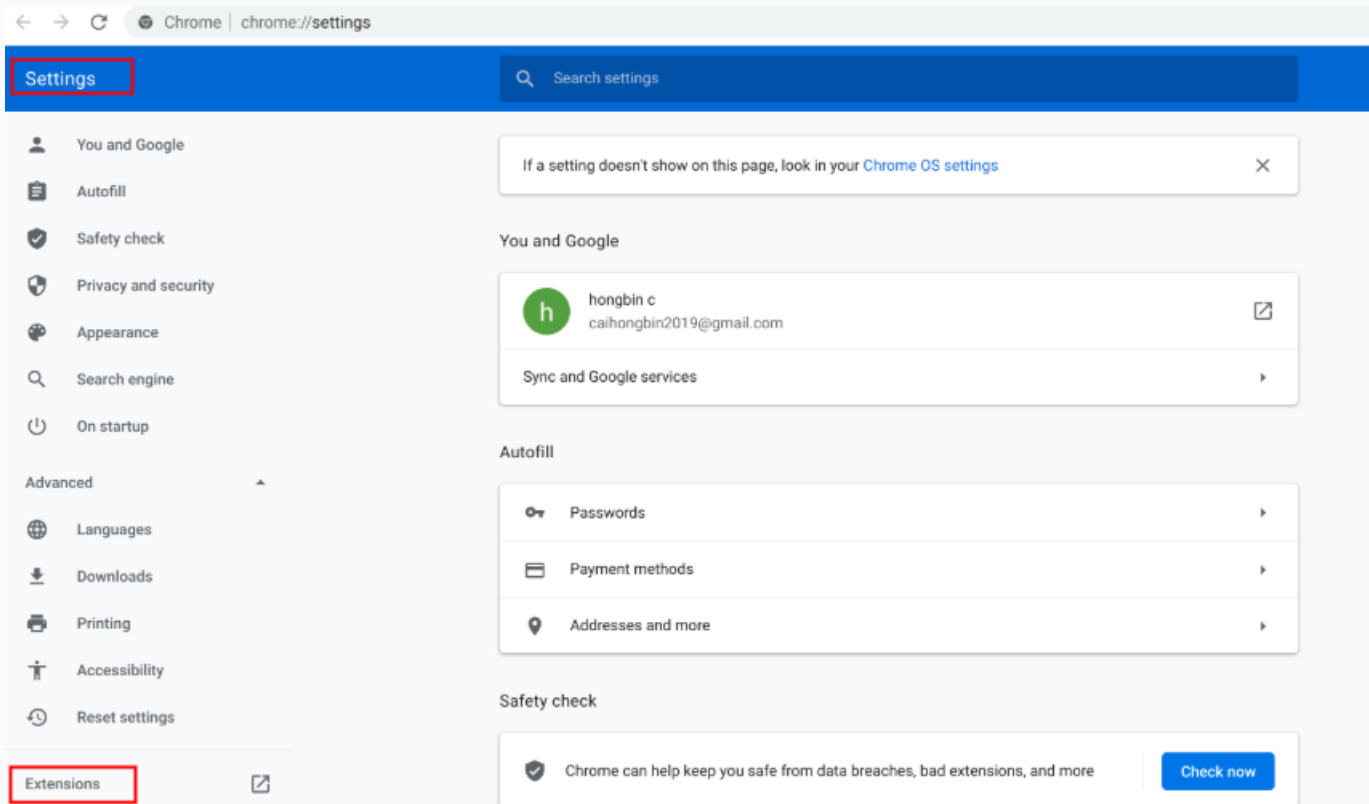 Chrome | chrome://settings
Settings
Search settings
You and Google
Autofill
Safety check
Privacy and security
Appearance
Search engine
On startup
Advanced
Languages
Downloads
Printing
Accessibility
Reset settings
Extensions
If a setting doesn't show on this page, look in your Chrome OS settings
You and Google
h
hongbin c
caihongbin2019@gmail.com
Sync and Google services
Autofill
Passwords
Payment methods
Addresses and more
Safety check
Chrome can help keep you safe from data breaches, bad extensions, and more
Check now